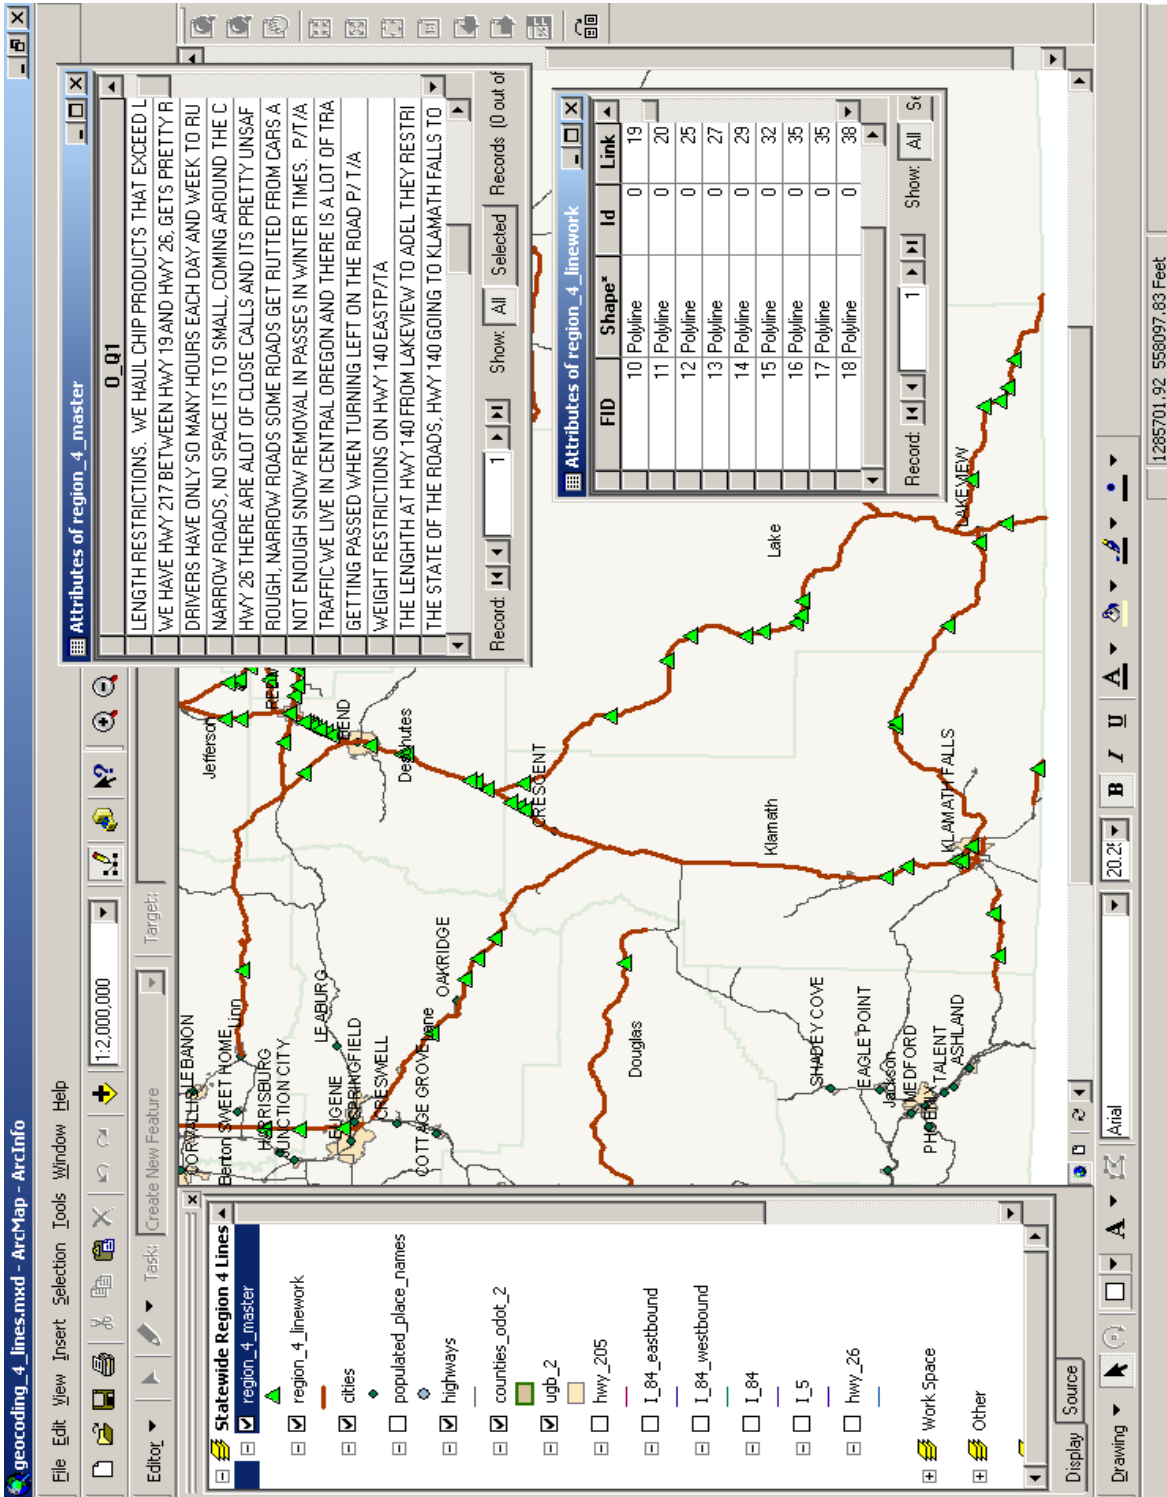 geocoding_4_lines.mxd - ArcMap - ArcInfo
File Edit View Insert Selection Tools Window Help
1:2,000,000
Editor Task: Create New Feature Target:
Statewide Region 4 Lines
region_4_master
region_4_linework
cities
populated_place_names
highways
counties_odot_2
ugb_2
hwy_205
I_84_eastbound
I_84_westbound
I_84
I_5
hwy_26
Work Space
Other
Display Source
CORVALLIS
LEBANON
Benton
SWEET HOME
Linn
HARRISBURG
JUNCTION CITY
LEABURG
EUGENE
SPRINGFIELD
CRESWELL
COTTAGE GROVE
Lane
OAKRIDGE
Douglas
SHADEY COVE
EAGLE POINT
Jackson
MEDFORD
PHOENIX
TALENT
ASHLAND
Jefferson
BEND
Deschutes
CRESCENT
Klamath
KLAMATH FALLS
Lake
LAKEVIEW
Attributes of region_4_master
O_Q1
LENGTH RESTRICTIONS. WE HAUL CHIP PRODUCTS THAT EXCEED L
WE HAVE HWY 217 BETWEEN HWY 19 AND HWY 26, GETS PRETTY R
DRIVERS HAVE ONLY SO MANY HOURS EACH DAY AND WEEK TO RU
NARROW ROADS, NO SPACE ITS TO SMALL, COMING AROUND THE C
HWY 26 THERE ARE ALOT OF CLOSE CALLS AND ITS PRETTY UNSAF
ROUGH, NARROW ROADS SOME ROADS GET RUTTED FROM CARS A
NOT ENOUGH SNOW REMOVAL IN PASSES IN WINTER TIMES. P/T/A
TRAFFIC WE LIVE IN CENTRAL OREGON AND THERE IS A LOT OF TRA
GETTING PASSED WHEN TURNING LEFT ON THE ROAD P/ T/A
WEIGHT RESTRICTIONS ON HWY 140 EASTP/TA
THE LENGHT AT HWY 140 FROM LAKEVIEW TO ADEL THEY RESTRI
THE STATE OF THE ROADS, HWY 140 GOING TO KLAMATH FALLS TO
Record: 1 Show: All Selected Records (0 out of
Attributes of region_4_linework
FID Shape* Id Link
10 Polyline 0 19
11 Polyline 0 20
12 Polyline 0 25
13 Polyline 0 27
14 Polyline 0 29
15 Polyline 0 32
16 Polyline 0 35
17 Polyline 0 35
18 Polyline 0 38
Record: 1 Show: All Se
Drawing A Arial 20.25 B I U A
1285701.92 558097.83 Feet